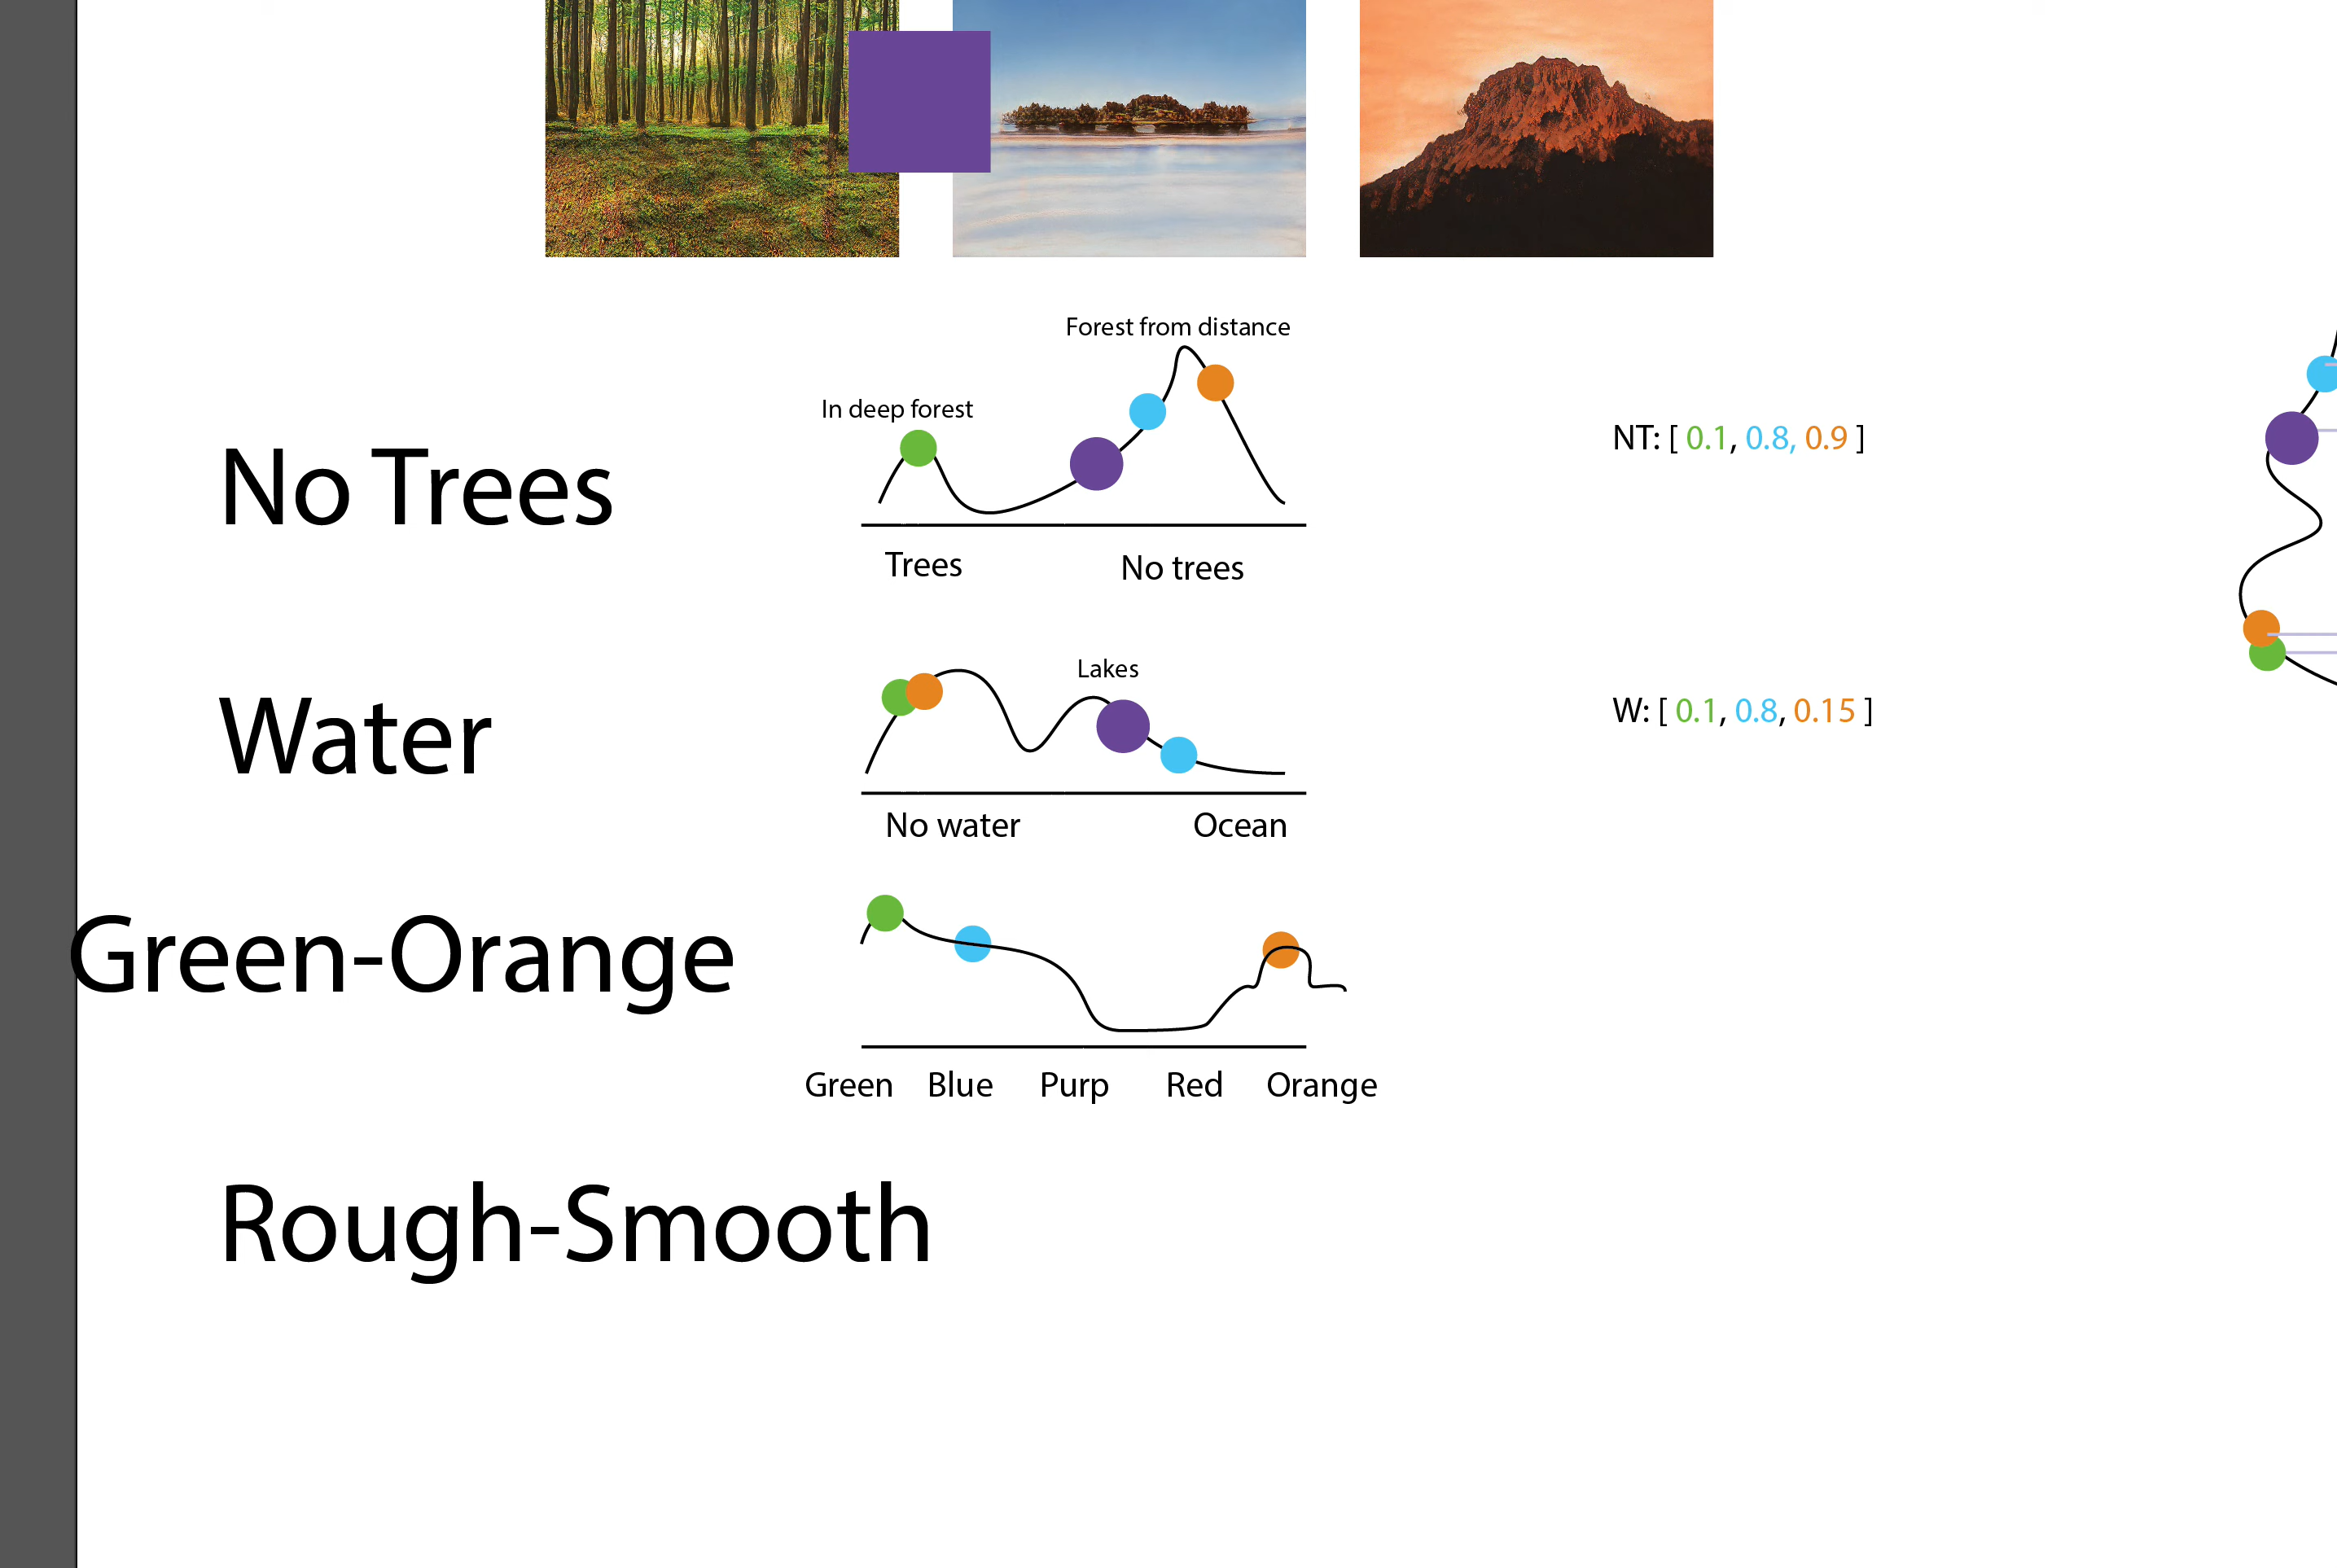 Forest from distance
In deep forest
NT: [ 0.1, 0.8, 0.9 ]
No Trees
Trees
No trees
Lakes
W: [ 0.1, 0.8, 0.15 ]
Water
No water
Ocean
Green-Orange
Green Blue Purp Red Orange
Rough-Smooth